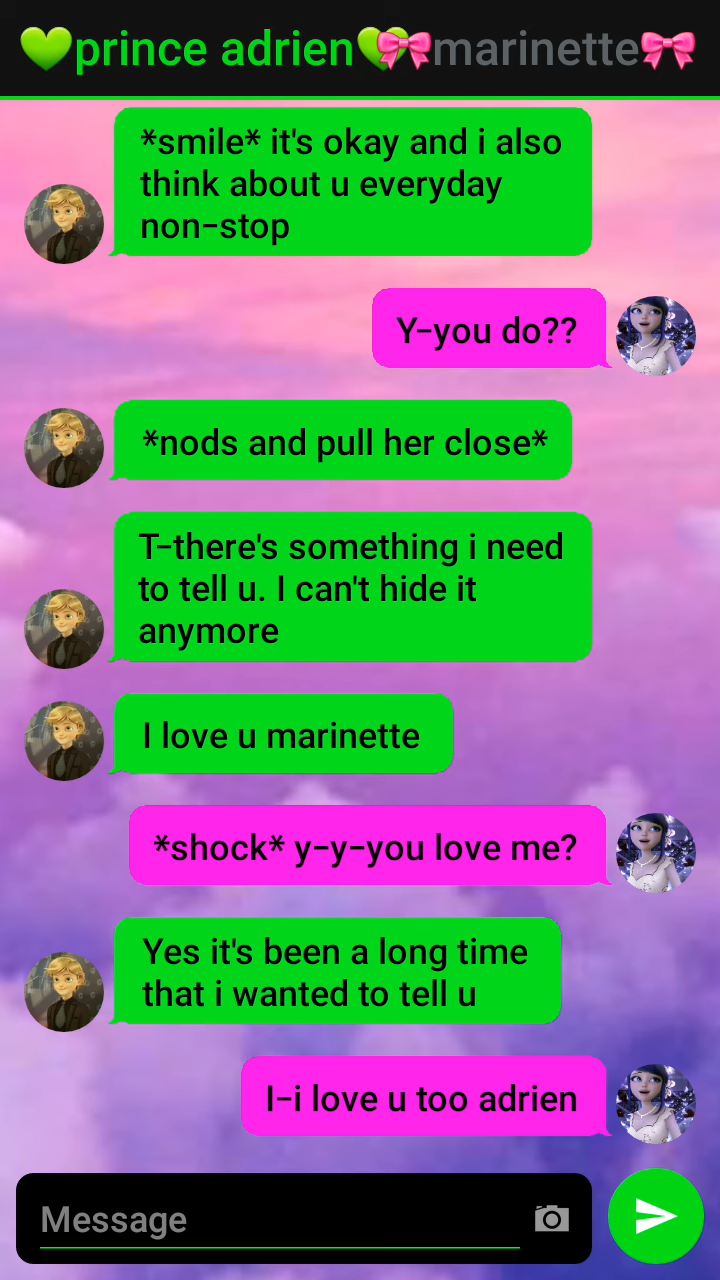 💚prince adrien💚🎀marinette🎀
*smile* it's okay and i also
think about u everyday
non-stop
Y-you do??
*nods and pull her close*
T-there's something i need
to tell u. I can't hide it
anymore
I love u marinette
*shock* y-y-you love me?
Yes it's been a long time
that i wanted to tell u
I-i love u too adrien
Message